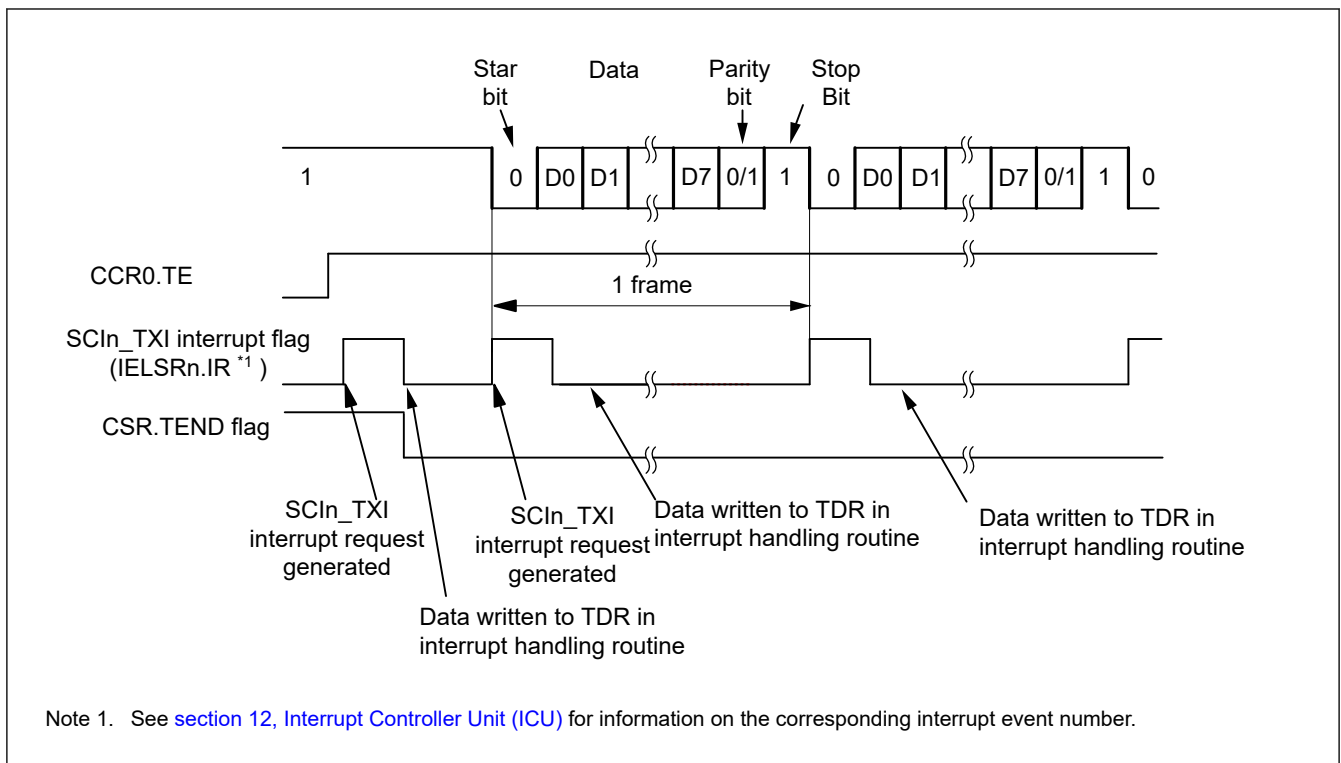 Star bit
Data
Parity bit
Stop Bit
1
0 D0 D1 D7 0/1 1 0 D0 D1 D7 0/1 1 0
CCR0.TE
1 frame
SCIn_TXI interrupt flag
(IELSRn.IR *1 )
CSR.TEND flag
SCIn_TXI
interrupt request
generated
SCIn_TXI
interrupt request
generated
Data written to TDR in
interrupt handling routine
Data written to TDR in
interrupt handling routine
Data written to TDR in
interrupt handling routine
Note 1. See section 12, Interrupt Controller Unit (ICU) for information on the corresponding interrupt event number.